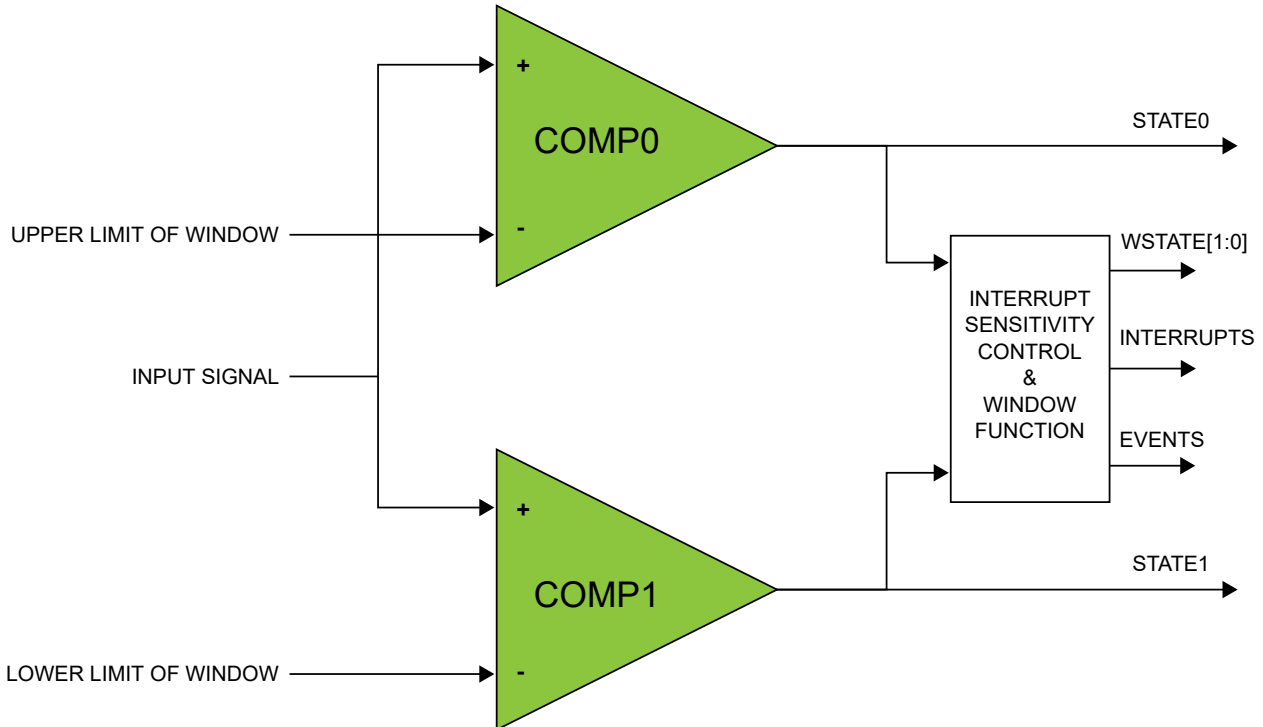 +
COMP0
-
STATE0
UPPER LIMIT OF WINDOW
WSTATE[1:0]
INTERRUPT
SENSITIVITY
CONTROL
&
WINDOW
FUNCTION
INTERRUPTS
INPUT SIGNAL
EVENTS
+
COMP1
-
STATE1
LOWER LIMIT OF WINDOW